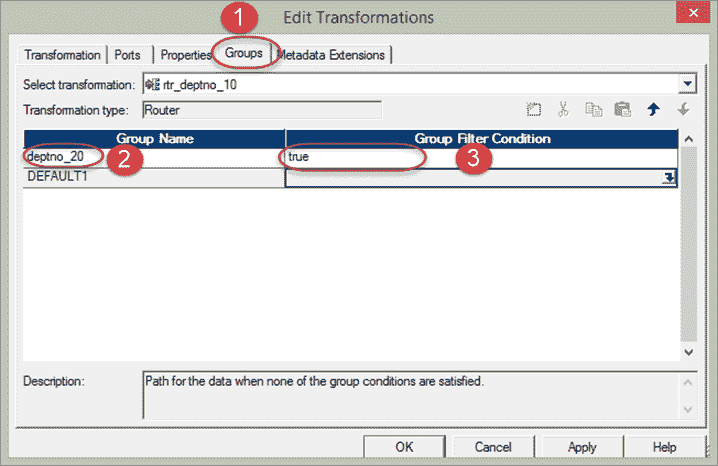 1
Edit Transformations
Transformation Ports Properties Groups Metadata Extensions
Select transformation: rtr_deptno_10
Transformation type: Router
Group Name Group Filter Condition
deptno_20 2 true 3
DEFAULT1
Description: Path for the data when none of the group conditions are satisfied.
OK Cancel Apply Help